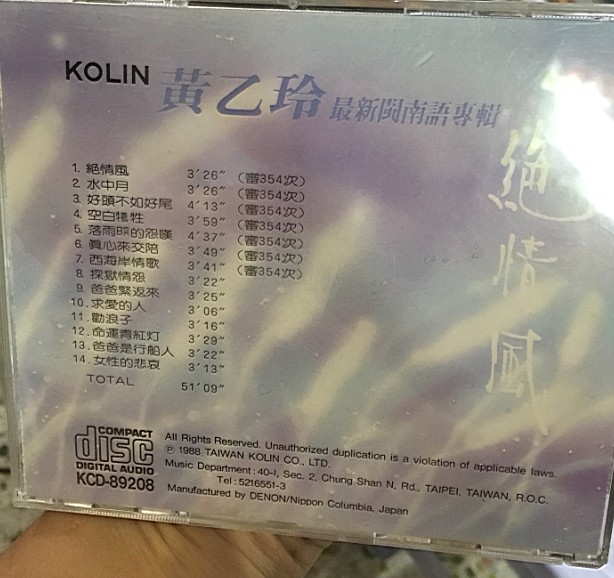 KOLIN
黃乙玲 最新閩南語專輯
絕情風
1. 絕情風 3'26" (審354次)
2. 水中月 3'26" (審354次)
3. 好頭不如好尾 4'13" (審354次)
4. 空白犧牲 3'59" (審354次)
5. 落雨暝的怨嘆 4'37" (審354次)
6. 真心來交陪 3'49" (審354次)
7. 西海岸情歌 3'41" (審354次)
8. 探獄情怨 3'22"
9. 爸爸緊返來 3'25"
10. 求愛的人 3'06"
11. 勸浪子 3'16"
12. 命運青紅灯 3'29"
13. 爸爸是行船人 3'22"
14. 女性的悲哀 3'13"
TOTAL 51'09"
COMPACT
disc
DIGITAL AUDIO
KCD-89208
All Rights Reserved. Unauthorized duplication is a violation of applicable laws.
Ⓟ 1988 TAIWAN KOLIN CO., LTD.
Music Department: 40-I, Sec. 2, Chung Shan N, Rd., TAIPEI, TAIWAN, R.O.C.
Tel: 5216551-3
Manufactured by DENON/Nippon Columbia, Japan